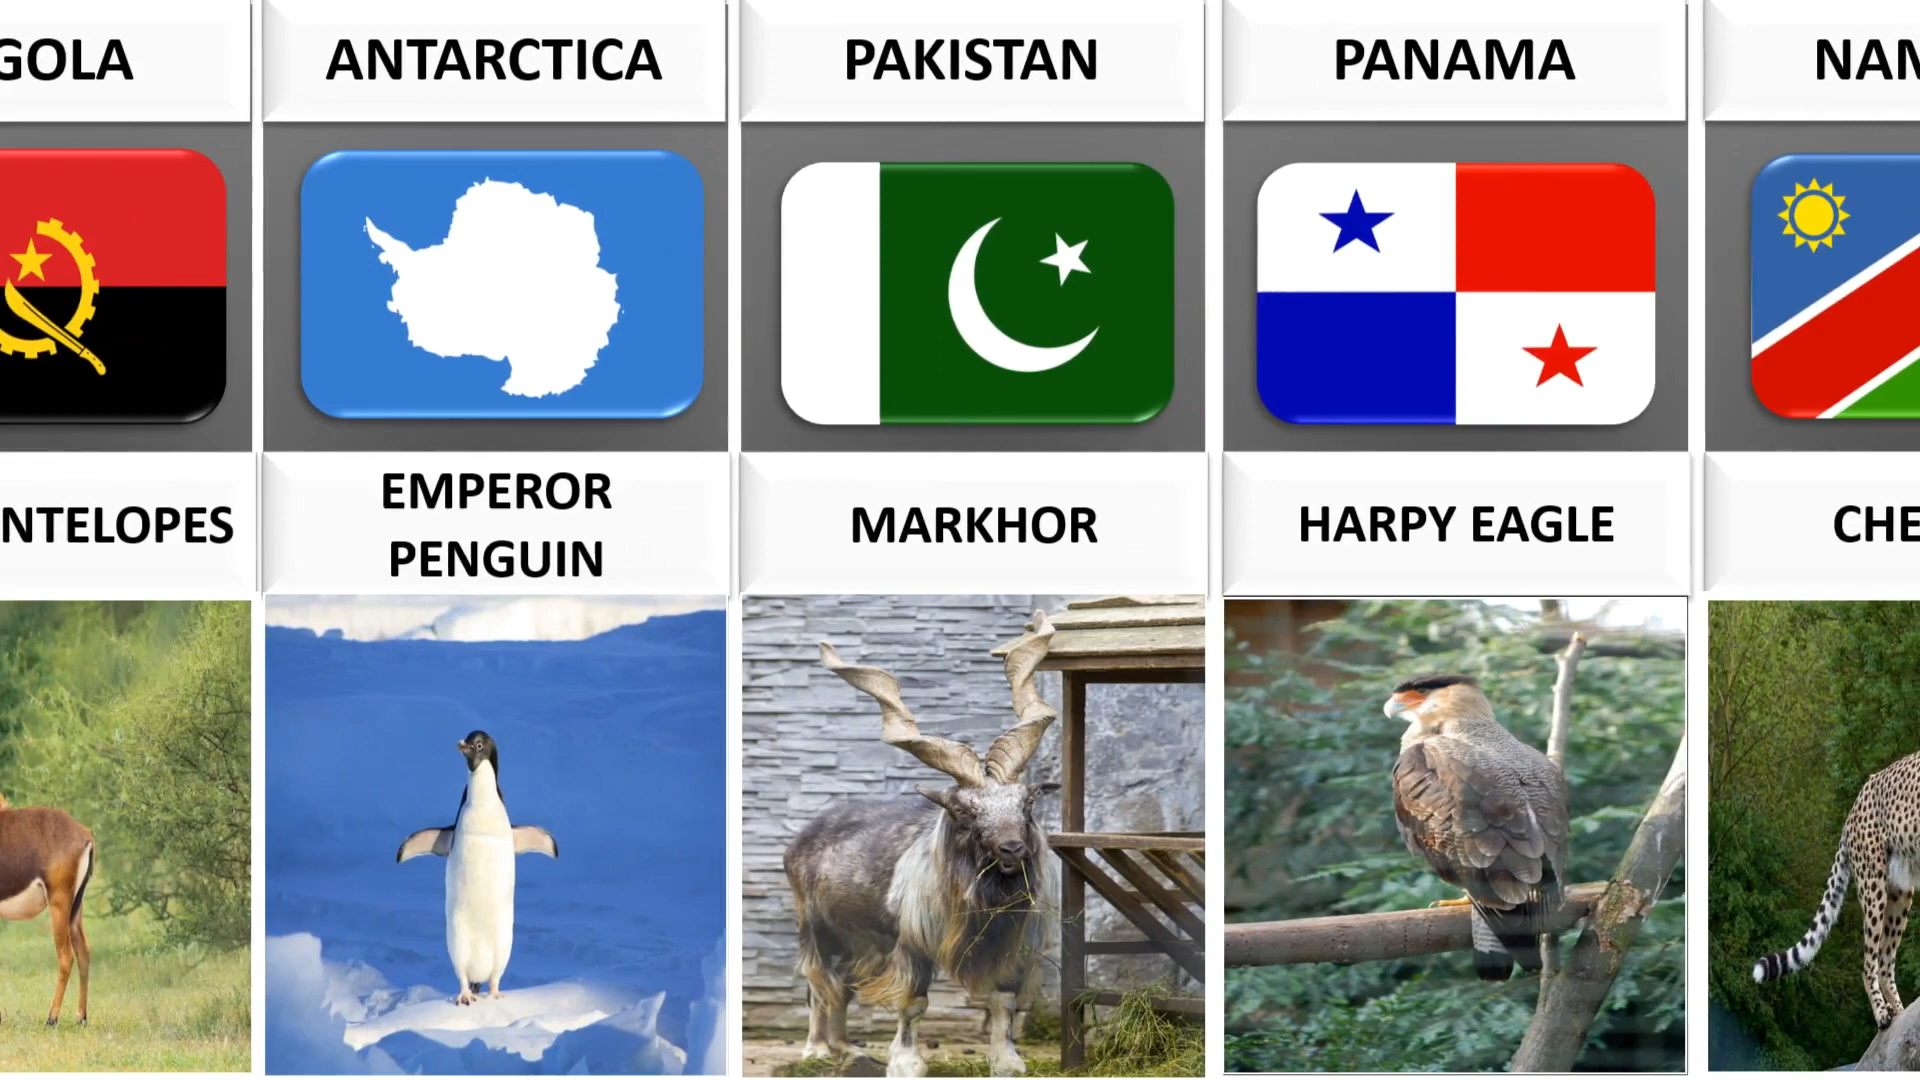 GOLA
ANTARCTICA
PAKISTAN
PANAMA
NAM
NTELOPES
EMPEROR
PENGUIN
MARKHOR
HARPY EAGLE
CHE